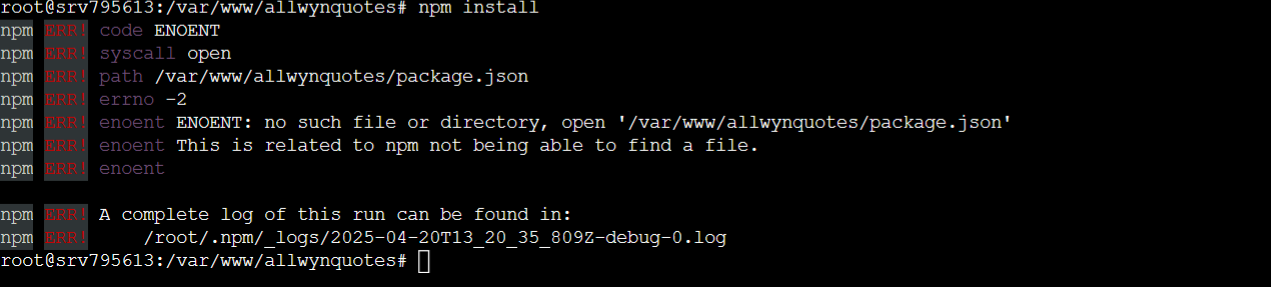 root@srv795613:/var/www/allwynquotes# npm install
npm ERR! code ENOENT
npm ERR! syscall open
npm ERR! path /var/www/allwynquotes/package.json
npm ERR! errno -2
npm ERR! enoent ENOENT: no such file or directory, open '/var/www/allwynquotes/package.json'
npm ERR! enoent This is related to npm not being able to find a file.
npm ERR! enoent
npm ERR! A complete log of this run can be found in:
npm ERR!     /root/.npm/_logs/2025-04-20T13_20_35_809Z-debug-0.log
root@srv795613:/var/www/allwynquotes#